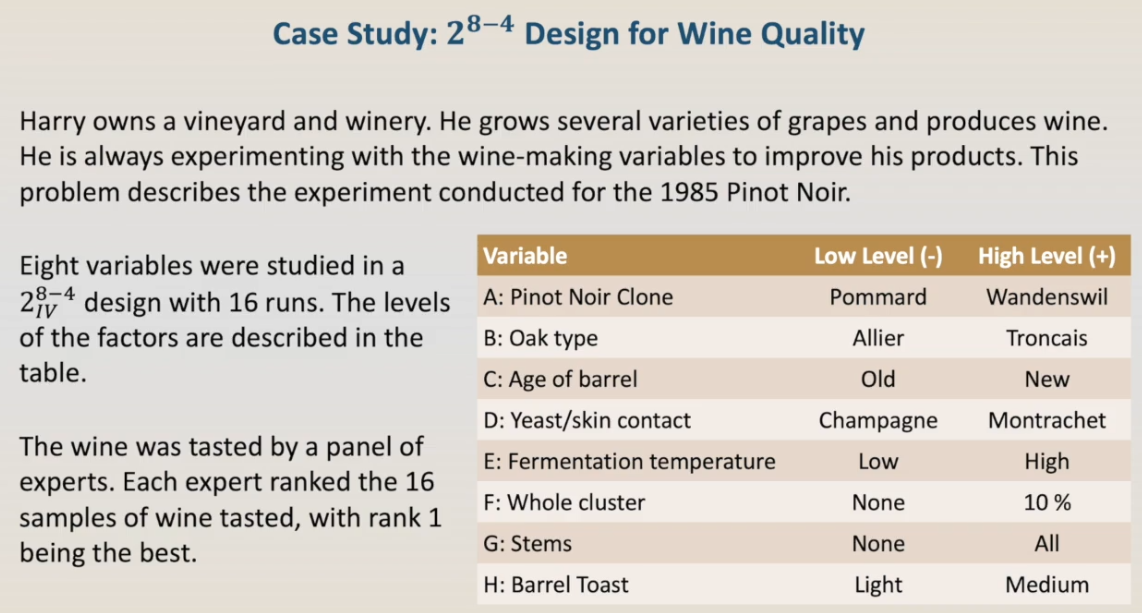 Case Study: 2^{8−4} Design for Wine Quality
Harry owns a vineyard and winery. He grows several varieties of grapes and produces wine.
He is always experimenting with the wine-making variables to improve his products. This
problem describes the experiment conducted for the 1985 Pinot Noir.
Eight variables were studied in a
2_{IV}^{8−4} design with 16 runs. The levels
of the factors are described in the
table.
The wine was tasted by a panel of
experts. Each expert ranked the 16
samples of wine tasted, with rank 1
being the best.
Variable Low Level (-) High Level (+)
A: Pinot Noir Clone Pommard Wandenswil
B: Oak type Allier Troncais
C: Age of barrel Old New
D: Yeast/skin contact Champagne Montrachet
E: Fermentation temperature Low High
F: Whole cluster None 10 %
G: Stems None All
H: Barrel Toast Light Medium